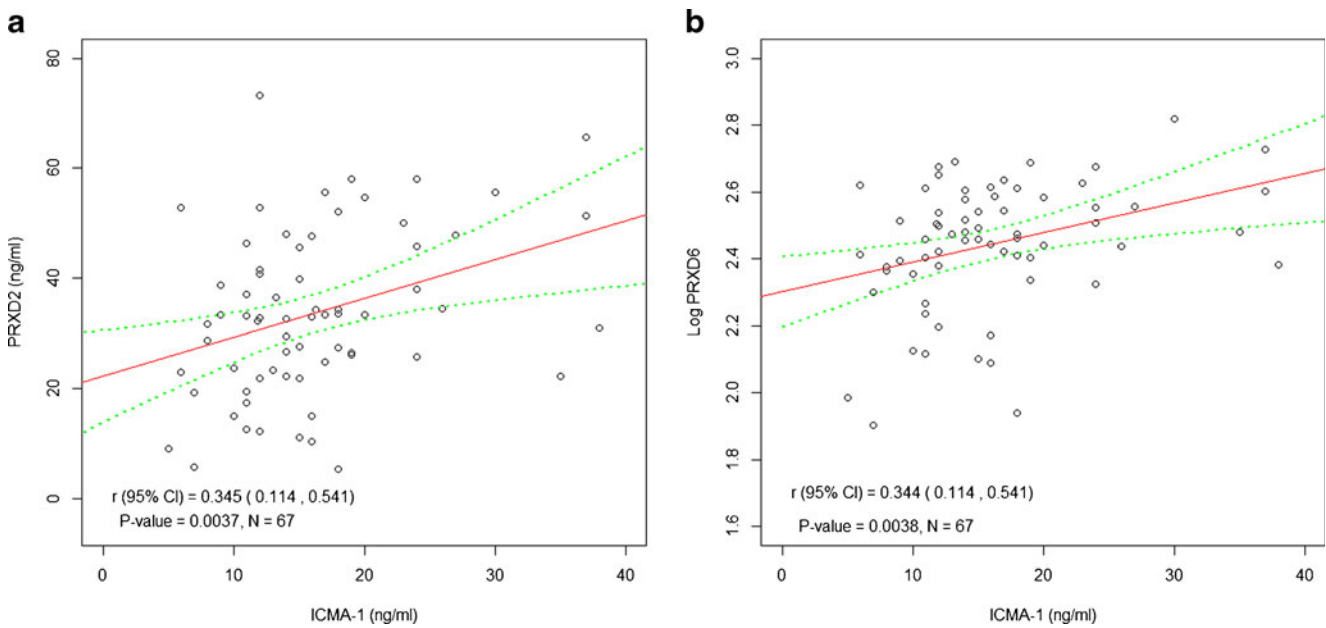 a
80
60
40
20
0
PRXD2 (ng/ml)
r (95% CI) = 0.345 ( 0.114 , 0.541)
P-value = 0.0037, N = 67
0 10 20 30 40
ICMA-1 (ng/ml)
b
3.0
2.8
2.6
2.4
2.2
2.0
1.8
1.6
Log PRXD6
r (95% CI) = 0.344 ( 0.114 , 0.541)
P-value = 0.0038, N = 67
0 10 20 30 40
ICMA-1 (ng/ml)